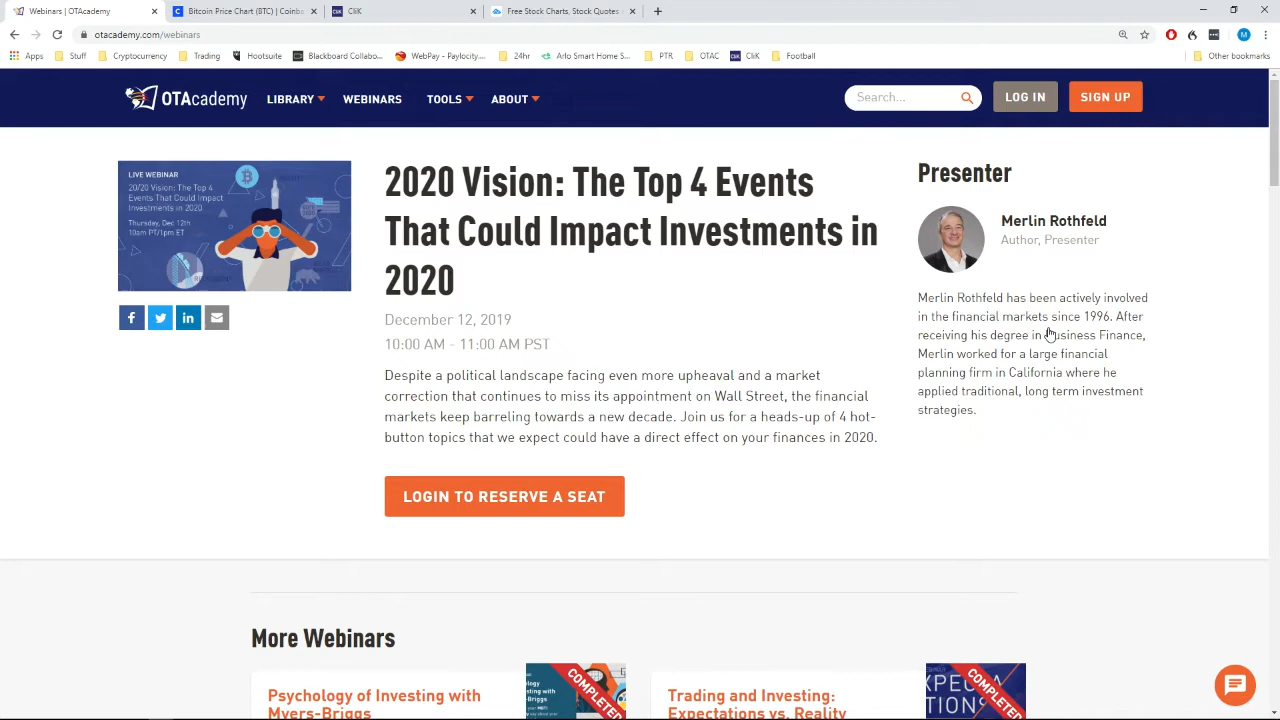 Webinars | OTAcademy
Bitcoin Price Chart (BTC) | Coinb
CliK
Free Stock Charts, Stock Quotes
otacademy.com/webinars
Apps
Stuff
Cryptocurrency
Trading
Hootsuite
Blackboard Collabo...
WebPay - Paylocity...
24hr
Arlo Smart Home S...
PTR
OTAC
CliK
Football
Other bookmarks
OTAcademy
LIBRARY
WEBINARS
TOOLS
ABOUT
Search...
LOG IN
SIGN UP
LIVE WEBINAR
20/20 Vision: The Top 4
Events That Could Impact
Investments in 2020
Thursday, Dec 12th
10am PT/1pm ET
2020 Vision: The Top 4 Events
That Could Impact Investments in
2020
December 12, 2019
10:00 AM - 11:00 AM PST
Despite a political landscape facing even more upheaval and a market
correction that continues to miss its appointment on Wall Street, the financial
markets keep barreling towards a new decade. Join us for a heads-up of 4 hot-
button topics that we expect could have a direct effect on your finances in 2020.
LOGIN TO RESERVE A SEAT
Presenter
Merlin Rothfeld
Author, Presenter
Merlin Rothfeld has been actively involved
in the financial markets since 1996. After
receiving his degree in Business Finance,
Merlin worked for a large financial
planning firm in California where he
applied traditional, long term investment
strategies.
More Webinars
Psychology of Investing with
Myers-Briggs
COMPLETED
Trading and Investing:
Expectations vs. Reality
COMPLETED